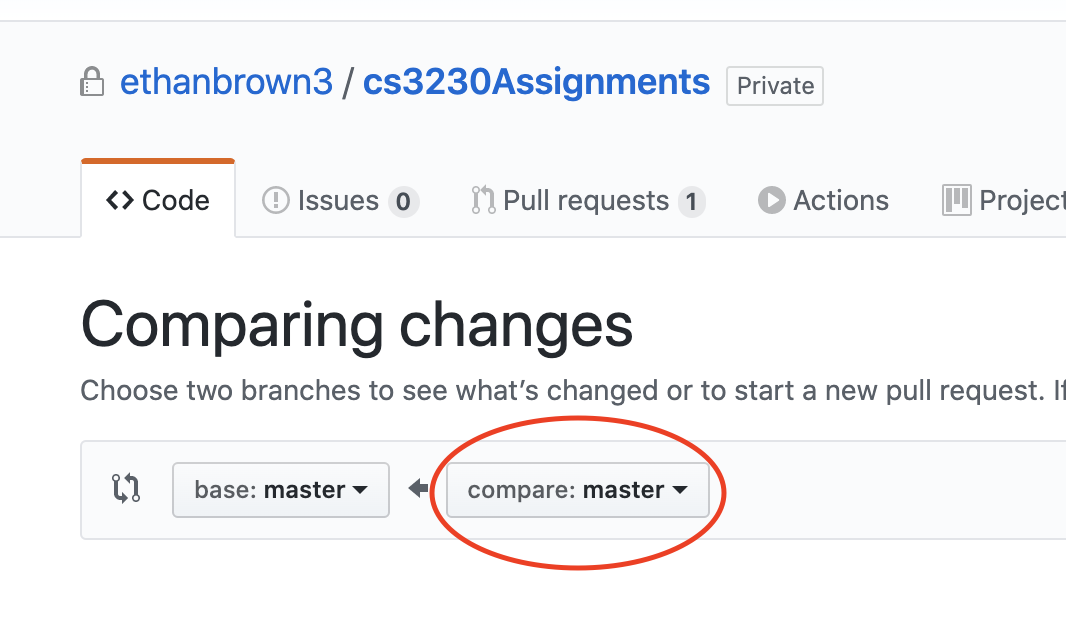 ethanbrown3 / cs3230Assignments Private
Code Issues 0 Pull requests 1 Actions Project
Comparing changes
Choose two branches to see what’s changed or to start a new pull request. If
base: master compare: master